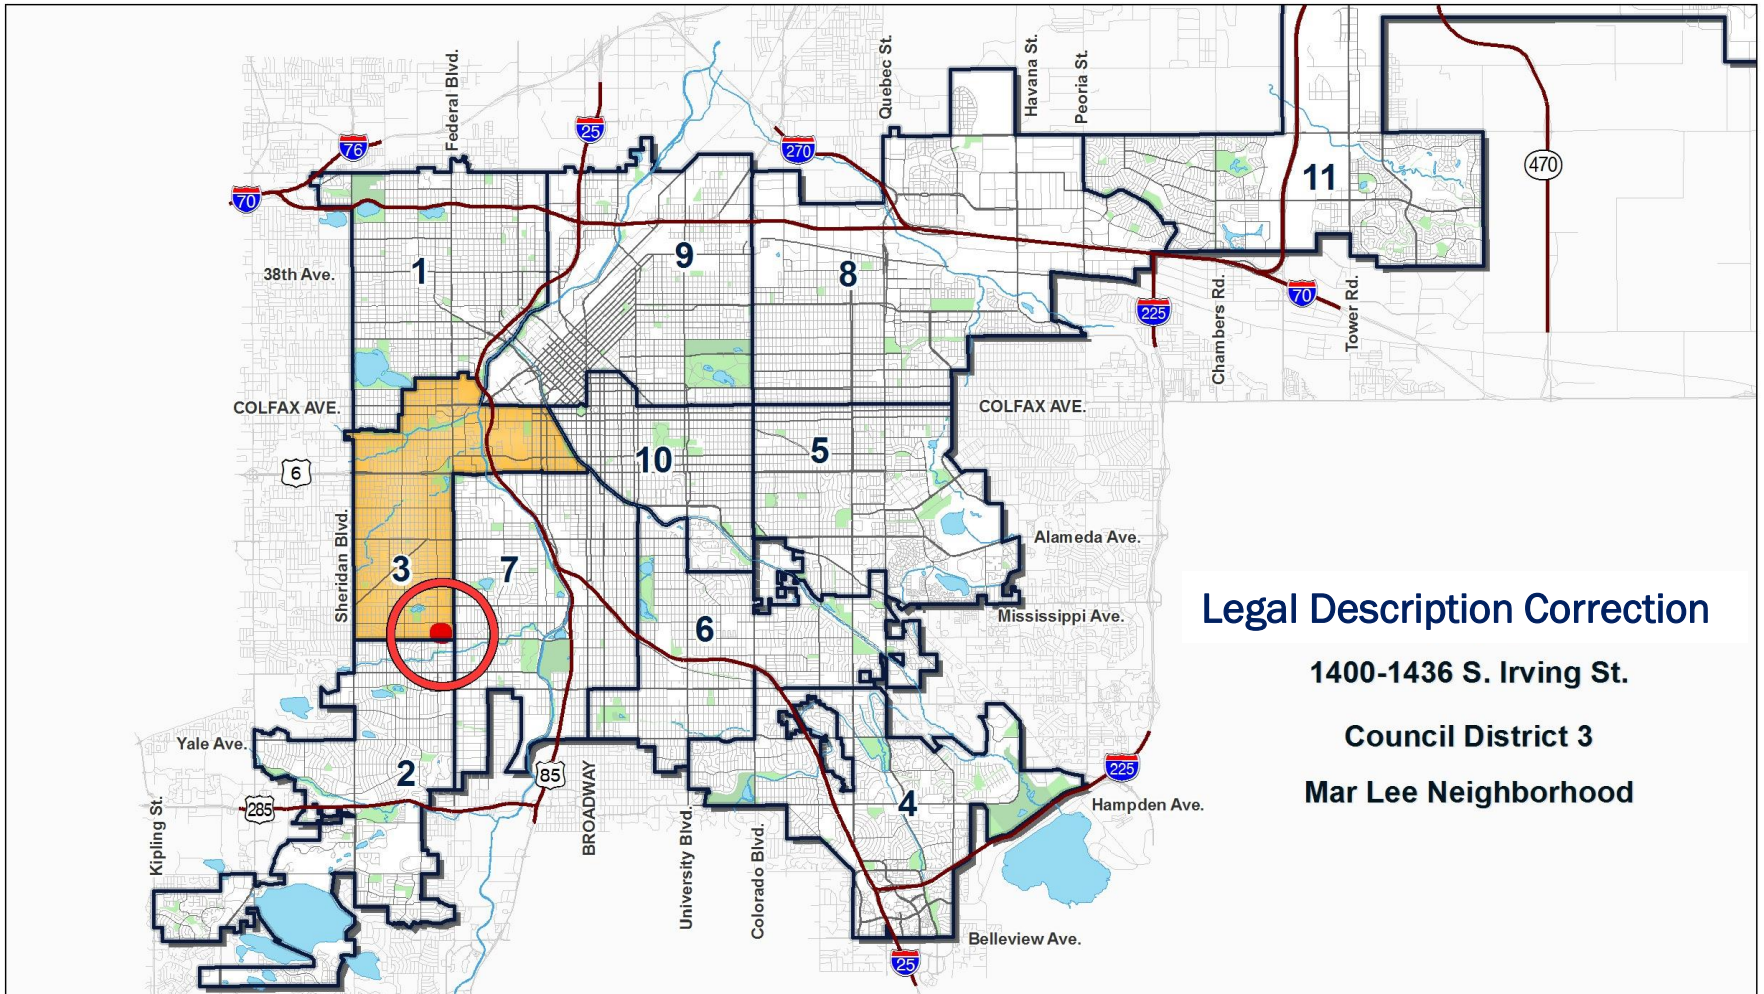 Federal Blvd.
Quebec St.
Havana St.
Peoria St.
76
25
270
470
70
11
38th Ave.
1
9
8
70
225
Chambers Rd.
Tower Rd.
COLFAX AVE.
COLFAX AVE.
6
10
5
Sheridan Blvd.
3
7
Alameda Ave.
6
Mississippi Ave.
Legal Description Correction
1400-1436 S. Irving St.
Council District 3
Mar Lee Neighborhood
Yale Ave.
2
85
BROADWAY
285
Kipling St.
University Blvd.
Colorado Blvd.
4
225
Hampden Ave.
Belleview Ave.
25